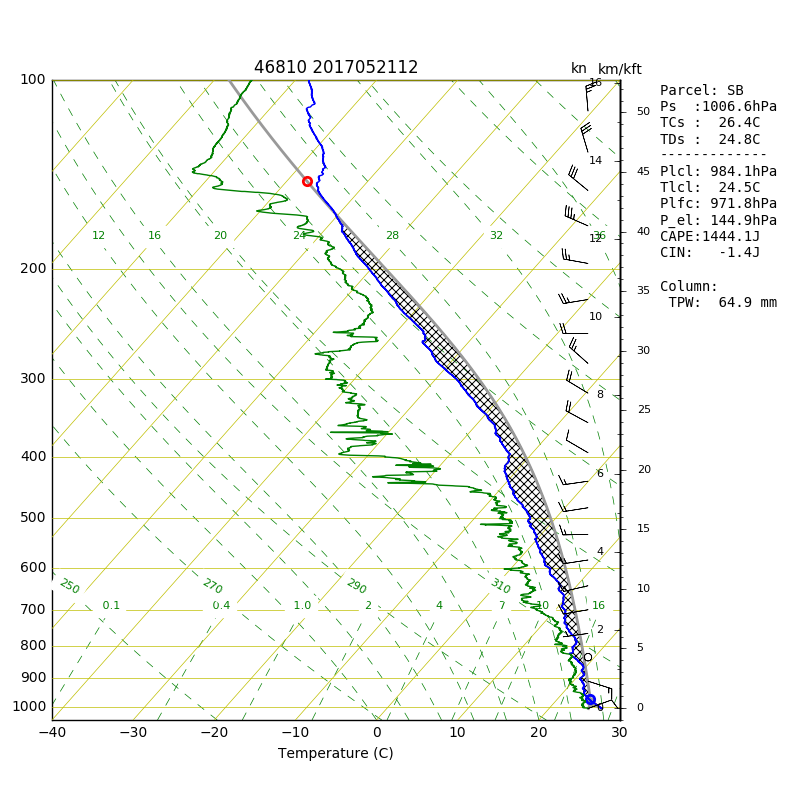 46810 2017052112
kn km/kft
100
200
300
400
500
600
700
800
900
1000
−40 −30 −20 −10 0 10 20 30
Temperature (C)
12 16 20 24 28 32 36
250 270 290 310
0.1 0.4 1.0 2 4 7 10 16
16
14
12
10
8
6
4
2
0
50
45
40
35
30
25
20
15
10
5
0
Parcel: SB
Ps :1006.6hPa
TCs : 26.4C
TDs : 24.8C
-------------
Plcl: 984.1hPa
Tlcl: 24.5C
Plfc: 971.8hPa
P_el: 144.9hPa
CAPE:1444.1J
CIN: -1.4J
Column:
TPW: 64.9 mm